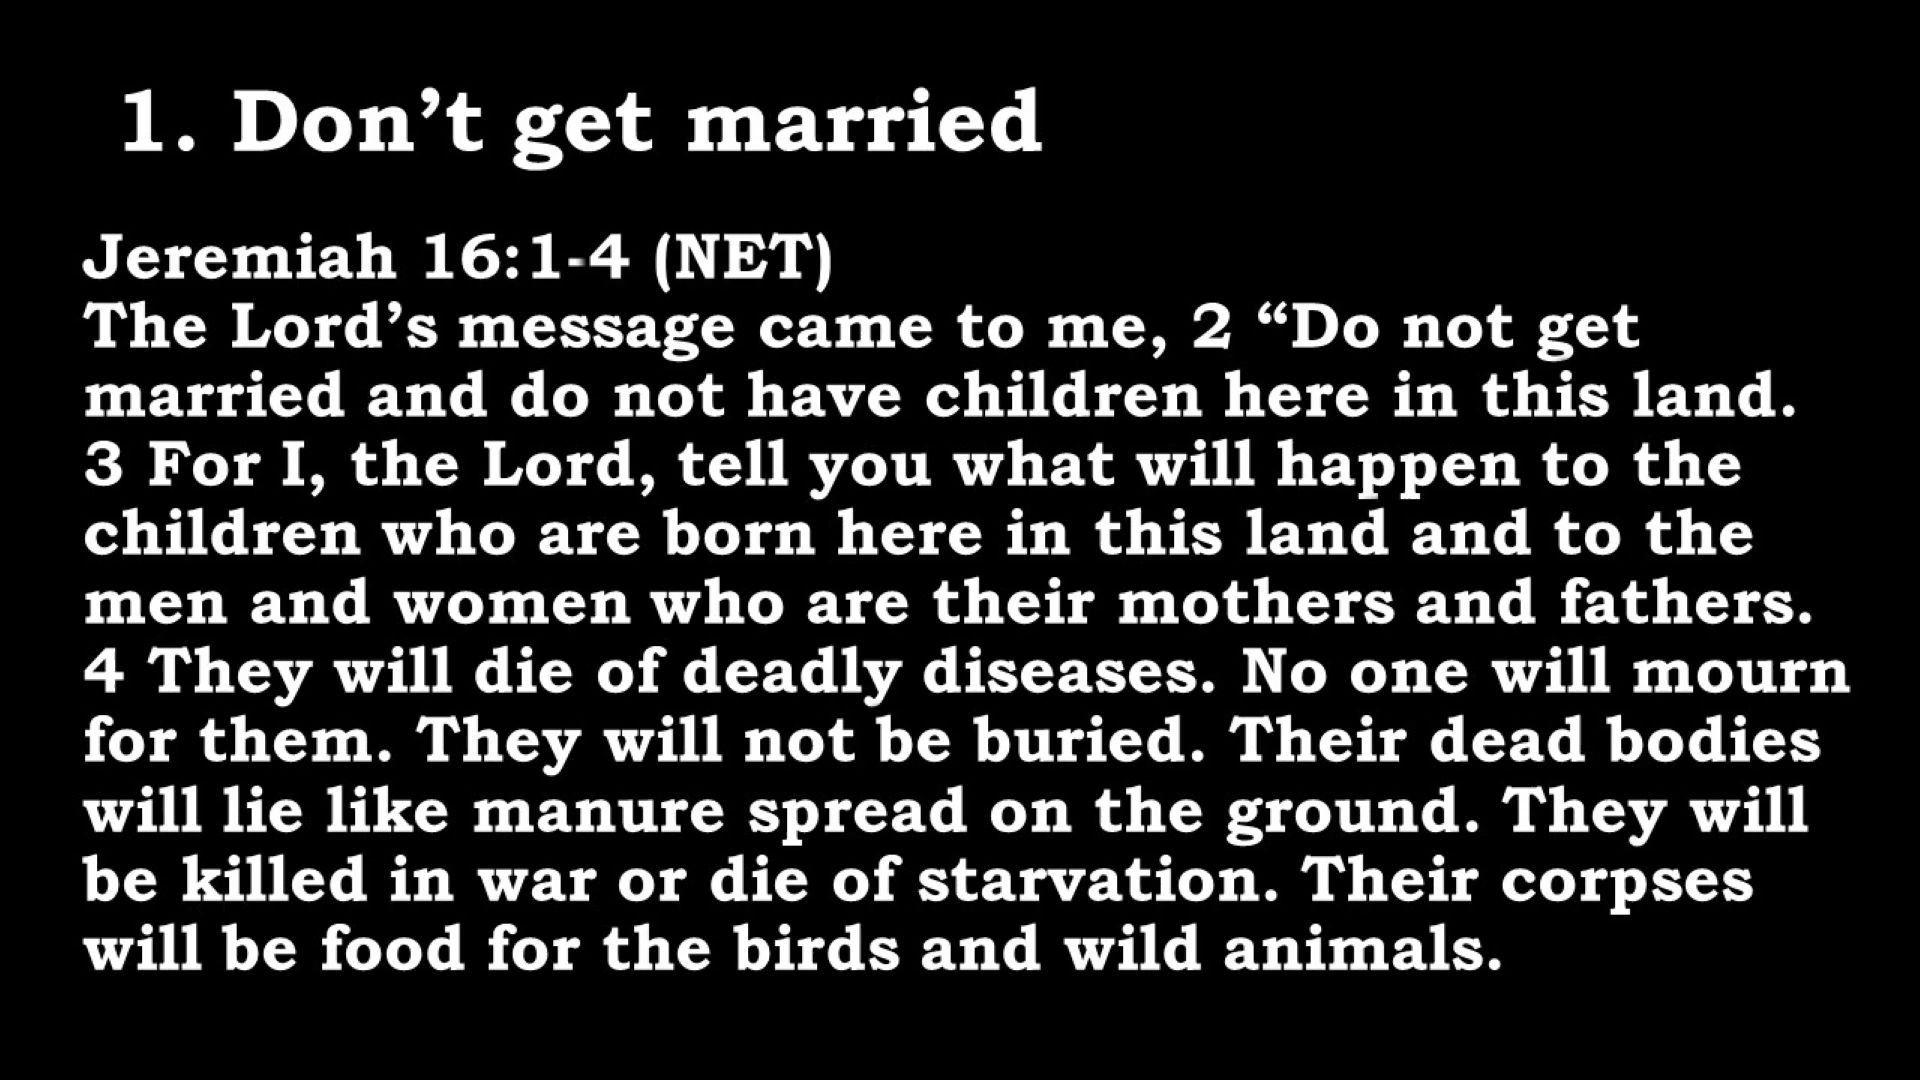 1. Don’t get married
Jeremiah 16:1-4 (NET)
The Lord’s message came to me, 2 “Do not get
married and do not have children here in this land.
3 For I, the Lord, tell you what will happen to the
children who are born here in this land and to the
men and women who are their mothers and fathers.
4 They will die of deadly diseases. No one will mourn
for them. They will not be buried. Their dead bodies
will lie like manure spread on the ground. They will
be killed in war or die of starvation. Their corpses
will be food for the birds and wild animals.